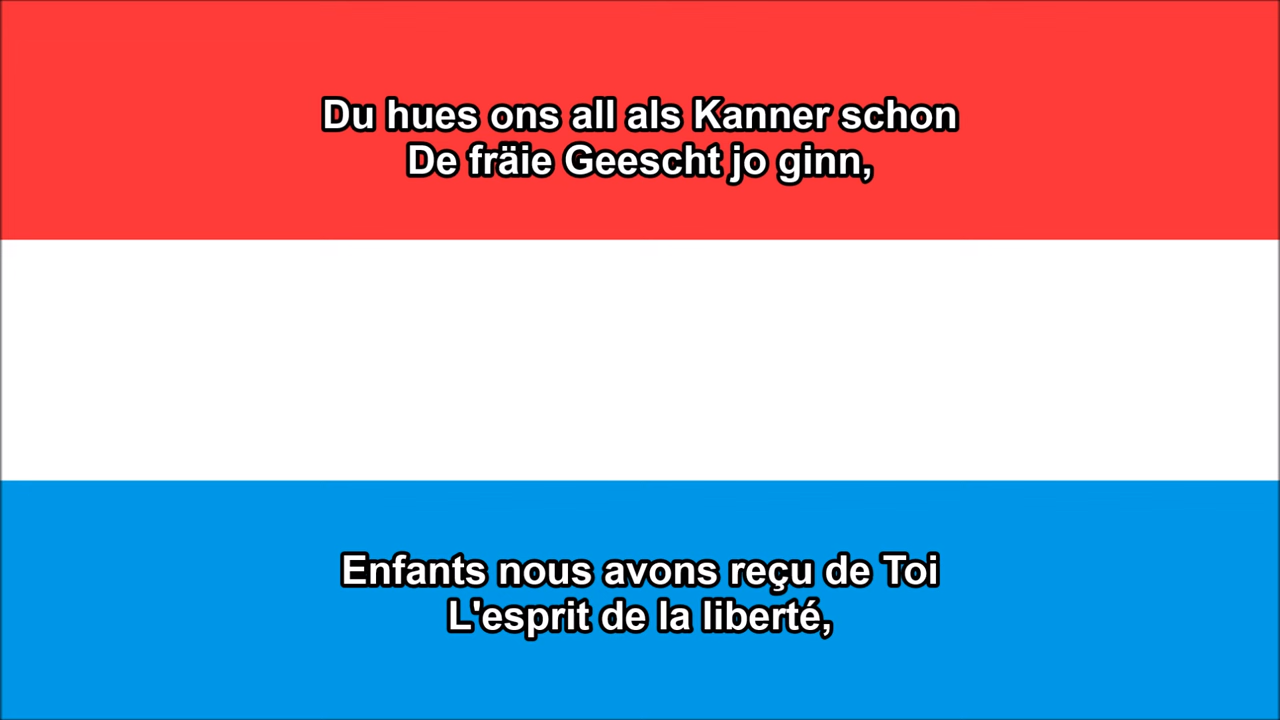 Du hues ons all als Kanner schon
De fräie Geescht jo ginn,
Enfants nous avons reçu de Toi
L'esprit de la liberté,